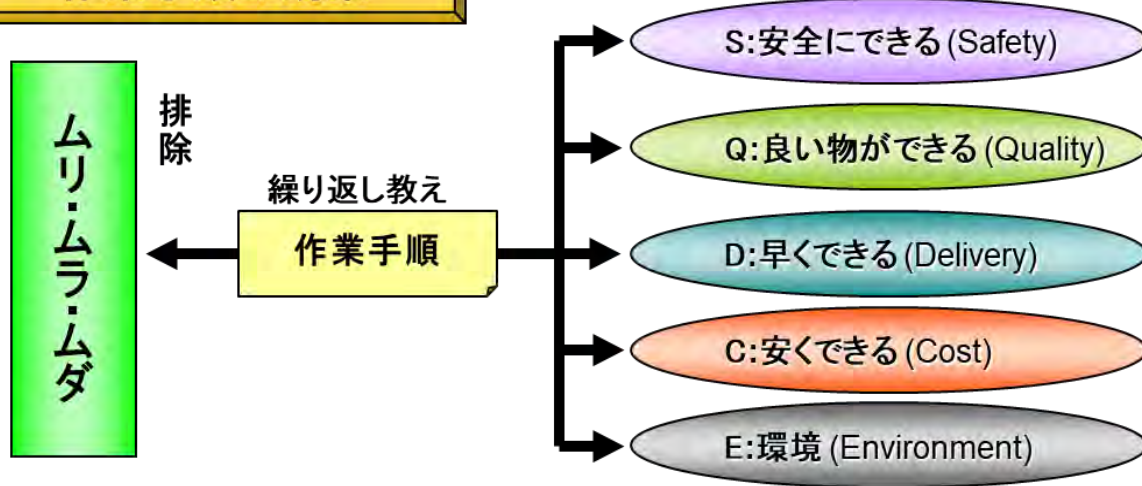 S:安全にできる(Safety)
排除
ムリ・ムラ・ムダ
Q:良い物ができる(Quality)
繰り返し教え
作業手順
D:早くできる(Delivery)
C:安くできる(Cost)
E:環境(Environment)